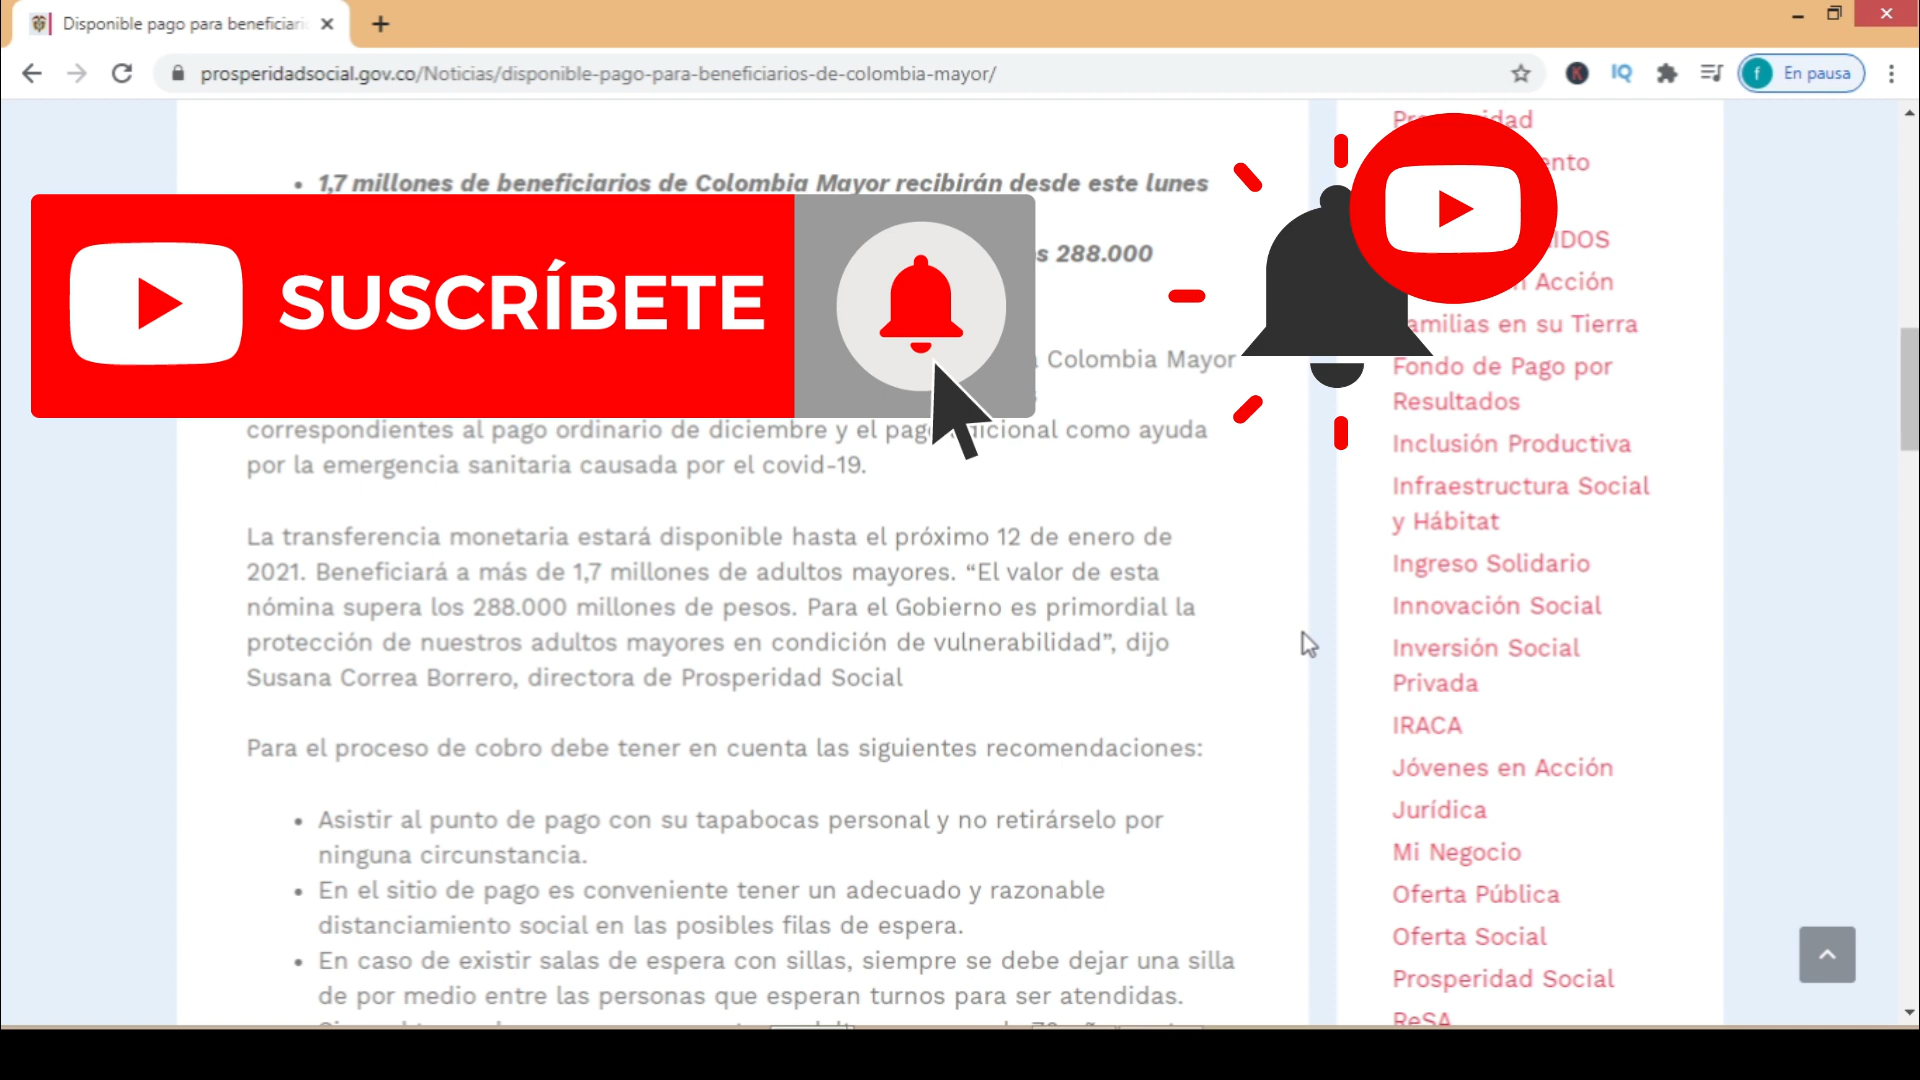 Disponible pago para beneficiari
prosperidadsocial.gov.co/Noticias/disponible-pago-para-beneficiarios-de-colombia-mayor/
IQ
f En pausa
• 1,7 millones de beneficiarios de Colombia Mayor recibirán desde este lunes
288.000
SUSCRÍBETE
Colombia Mayor
correspondientes al pago ordinario de diciembre y el pago adicional como ayuda
por la emergencia sanitaria causada por el covid-19.
La transferencia monetaria estará disponible hasta el próximo 12 de enero de
2021. Beneficiará a más de 1,7 millones de adultos mayores. “El valor de esta
nómina supera los 288.000 millones de pesos. Para el Gobierno es primordial la
protección de nuestros adultos mayores en condición de vulnerabilidad”, dijo
Susana Correa Borrero, directora de Prosperidad Social
Para el proceso de cobro debe tener en cuenta las siguientes recomendaciones:
• Asistir al punto de pago con su tapabocas personal y no retirárselo por
ninguna circunstancia.
• En el sitio de pago es conveniente tener un adecuado y razonable
distanciamiento social en las posibles filas de espera.
• En caso de existir salas de espera con sillas, siempre se debe dejar una silla
de por medio entre las personas que esperan turnos para ser atendidas.
Acción
Familias en su Tierra
Fondo de Pago por
Resultados
Inclusión Productiva
Infraestructura Social
y Hábitat
Ingreso Solidario
Innovación Social
Inversión Social
Privada
IRACA
Jóvenes en Acción
Jurídica
Mi Negocio
Oferta Pública
Oferta Social
Prosperidad Social
ReSA